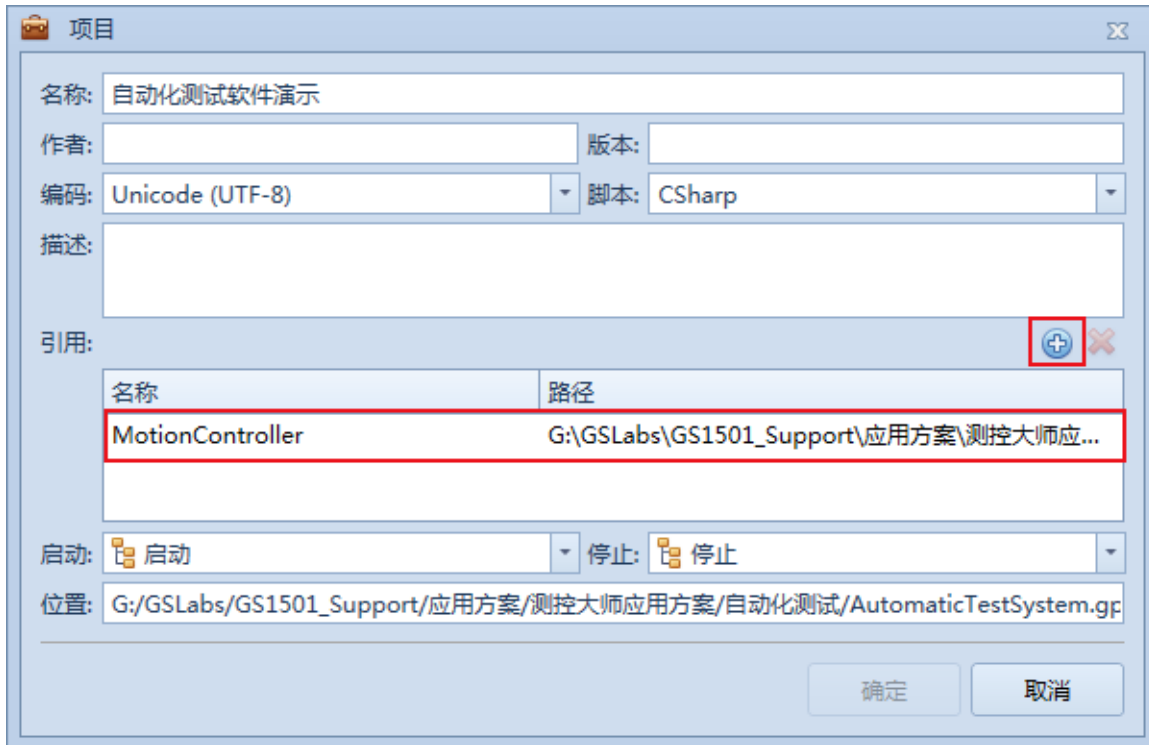 项目
名称: 自动化测试软件演示
作者: 版本:
编码: Unicode (UTF-8) 脚本: CSharp
描述:
引用:
名称 路径
MotionController G:\GSLabs\GS1501_Support\应用方案\测控大师应...
启动: 启动 停止: 停止
位置: G:/GSLabs/GS1501_Support/应用方案/测控大师应用方案/自动化测试/AutomaticTestSystem.gp
确定 取消